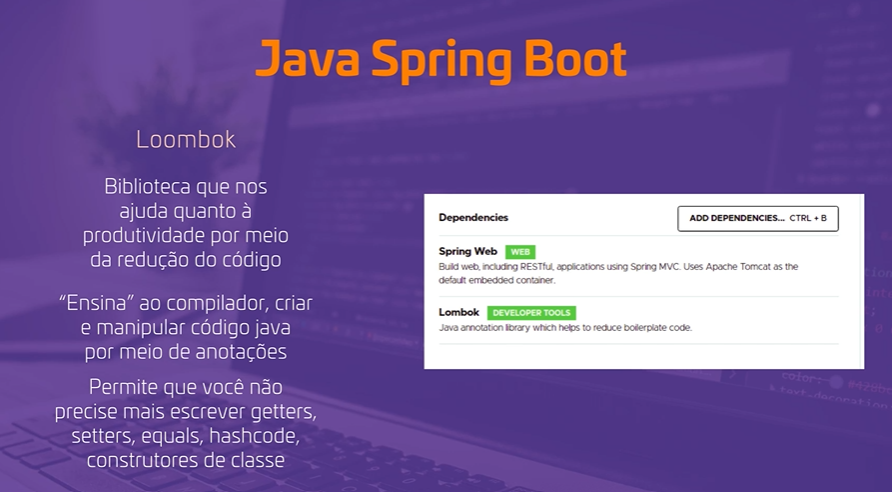 Java Spring Boot
Loombok
Biblioteca que nos
ajuda quanto à
produtividade por meio
da redução do código
“Ensina” ao compilador, criar
e manipular código java
por meio de anotações
Permite que você não
precise mais escrever getters,
setters, equals, hashcode,
construtores de classe
Dependencies
ADD DEPENDENCIES... CTRL + B
Spring Web WEB
Build web, including RESTful, applications using Spring MVC. Uses Apache Tomcat as the
default embedded container.
Lombok DEVELOPER TOOLS
Java annotation library which helps to reduce boilerplate code.
color: